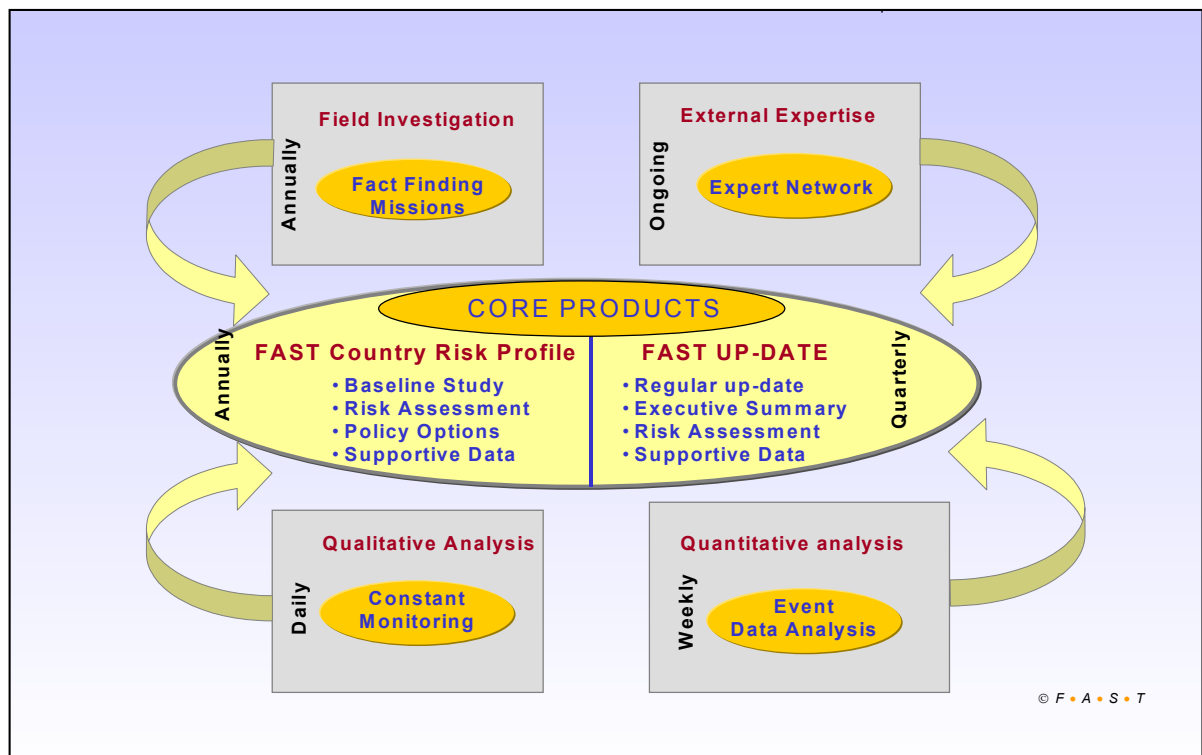 Field Investigation
Annually
Fact Finding
Missions
External Expertise
Ongoing
Expert Network
CORE PRODUCTS
Annually
FAST Country Risk Profile
• Baseline Study
• Risk Assessment
• Policy Options
• Supportive Data
FAST UP-DATE
• Regular up-date
• Executive Summary
• Risk Assessment
• Supportive Data
Quarterly
Qualitative Analysis
Daily
Constant
Monitoring
Quantitative analysis
Weekly
Event
Data Analysis
© F • A • S • T